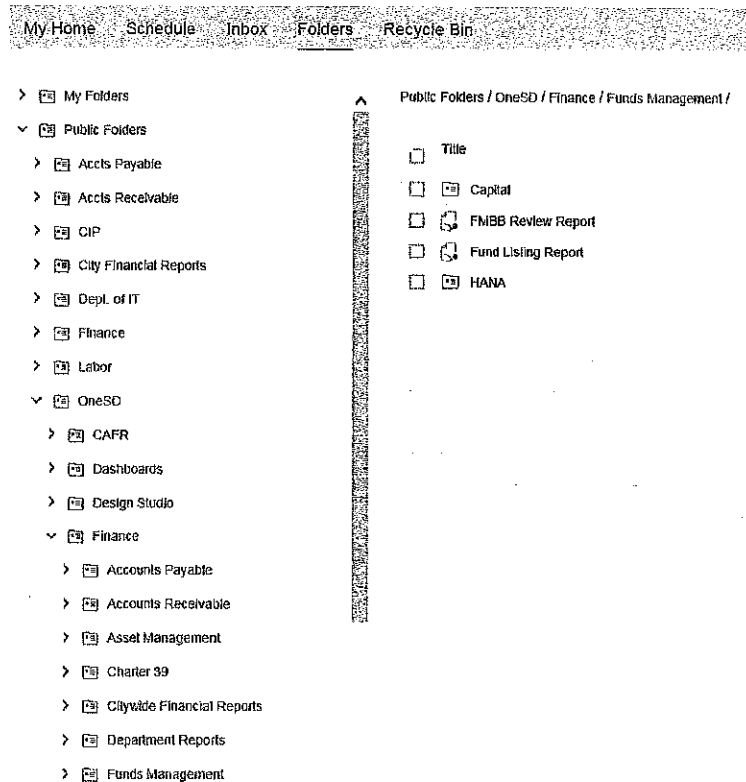 My Home Schedule Inbox Folders Recycle Bin
My Folders
Public Folders
Accts Payable
Accts Receivable
CIP
City Financial Reports
Dept. of IT
Finance
Labor
OneSD
CAFR
Dashboards
Design Studio
Finance
Accounts Payable
Accounts Receivable
Asset Management
Charter 39
Citywide Financial Reports
Department Reports
Funds Management
Public Folders / OneSD / Finance / Funds Management /
Title
Capital
FMBB Review Report
Fund Listing Report
HANA